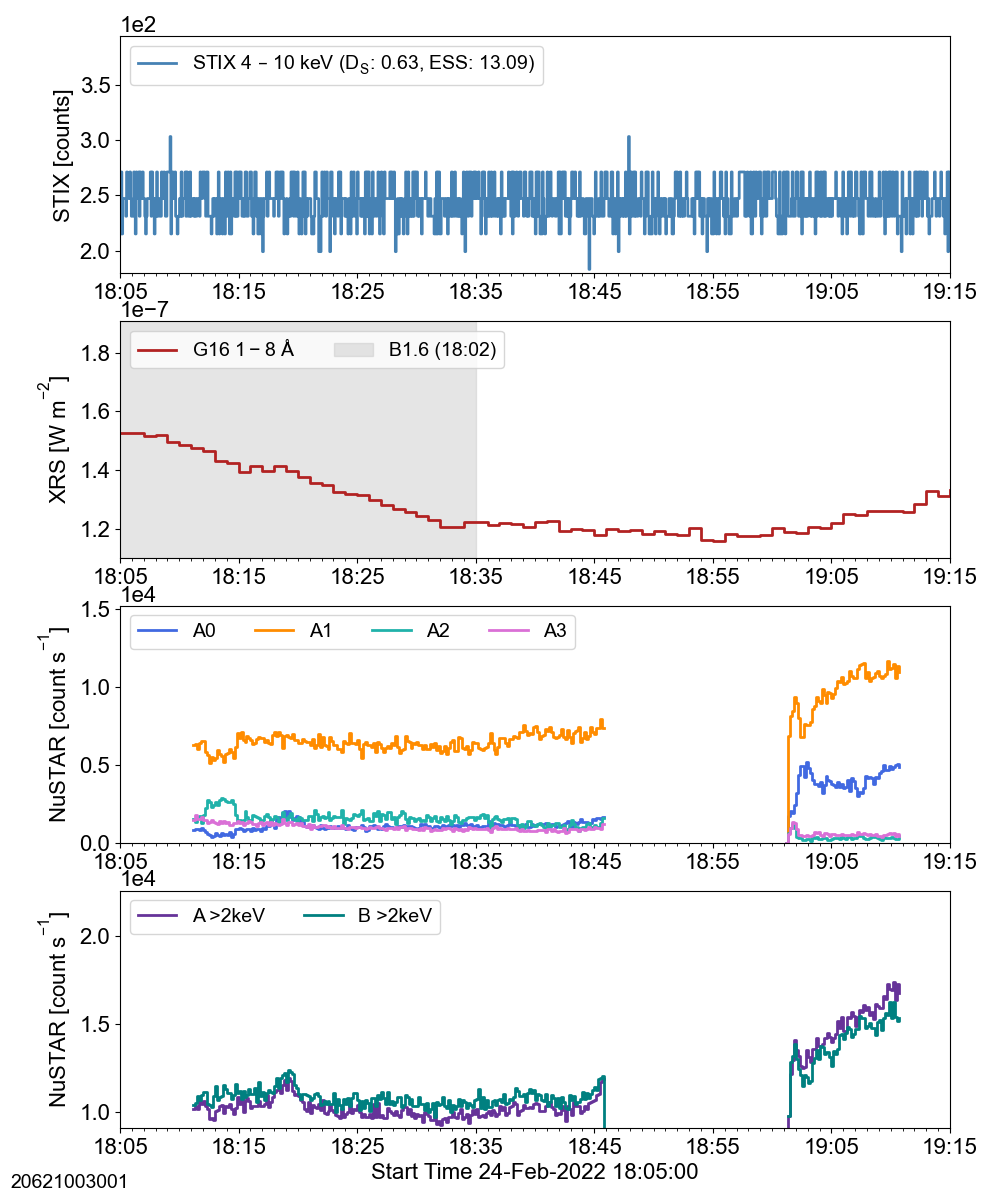 1e2
STIX 4 – 10 keV (DS: 0.63, ESS: 13.09)
STIX [counts]
3.5
3.0
2.5
2.0
18:05 18:15 18:25 18:35 18:45 18:55 19:05 19:15
1e−7
G16 1 – 8 Å B1.6 (18:02)
XRS [W m−2]
1.8
1.6
1.4
1.2
18:05 18:15 18:25 18:35 18:45 18:55 19:05 19:15
1e4
A0 A1 A2 A3
NuSTAR [count s−1]
1.5
1.0
0.5
0.0
18:05 18:15 18:25 18:35 18:45 18:55 19:05 19:15
1e4
A >2keV B >2keV
NuSTAR [count s−1]
2.0
1.5
1.0
18:05 18:15 18:25 18:35 18:45 18:55 19:05 19:15
Start Time 24-Feb-2022 18:05:00
20621003001